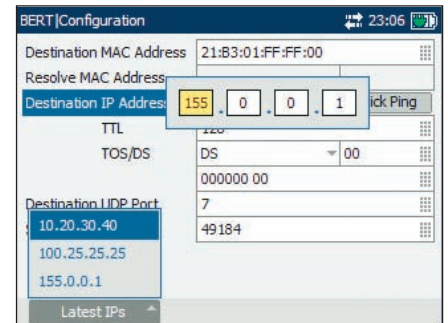 BERT|Configuration 23:06
Destination MAC Address 21:B3:01:FF:FF:00
Resolve MAC Address
Destination IP Address 155 . 0 . 0 . 1 ick Ping
TTL 128
TOS/DS DS 00
000000 00
Destination UDP Port 7
49184
10.20.30.40
100.25.25.25
155.0.0.1
Latest IPs